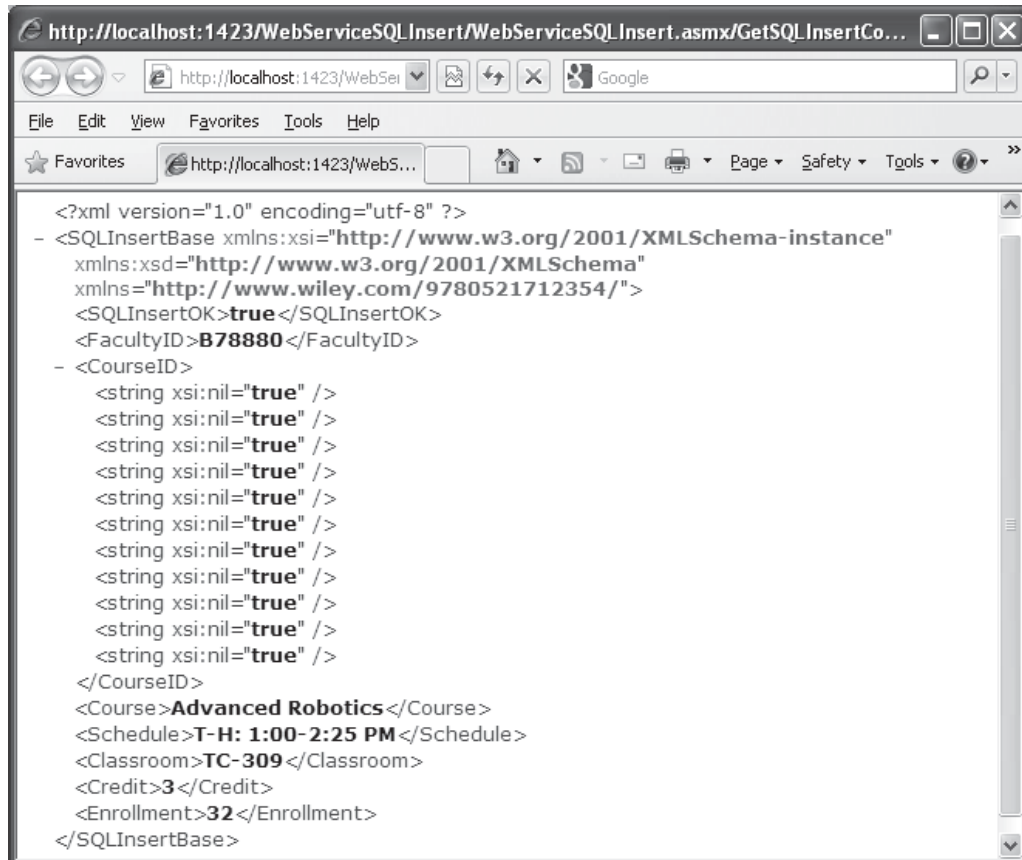 http://localhost:1423/WebServiceSQLInsert/WebServiceSQLInsert.asmx/GetSQLInsertCo...
http://localhost:1423/WebSer
Google
File Edit View Favorites Tools Help
Favorites http://localhost:1423/WebS... Page Safety Tools »
<?xml version="1.0" encoding="utf-8" ?>
- <SQLInsertBase xmlns:xsi="http://www.w3.org/2001/XMLSchema-instance"
xmlns:xsd="http://www.w3.org/2001/XMLSchema"
xmlns="http://www.wiley.com/9780521712354/">
<SQLInsertOK>true</SQLInsertOK>
<FacultyID>B78880</FacultyID>
- <CourseID>
<string xsi:nil="true" />
<string xsi:nil="true" />
<string xsi:nil="true" />
<string xsi:nil="true" />
<string xsi:nil="true" />
<string xsi:nil="true" />
<string xsi:nil="true" />
<string xsi:nil="true" />
<string xsi:nil="true" />
<string xsi:nil="true" />
<string xsi:nil="true" />
</CourseID>
<Course>Advanced Robotics</Course>
<Schedule>T-H: 1:00-2:25 PM</Schedule>
<Classroom>TC-309</Classroom>
<Credit>3</Credit>
<Enrollment>32</Enrollment>
</SQLInsertBase>